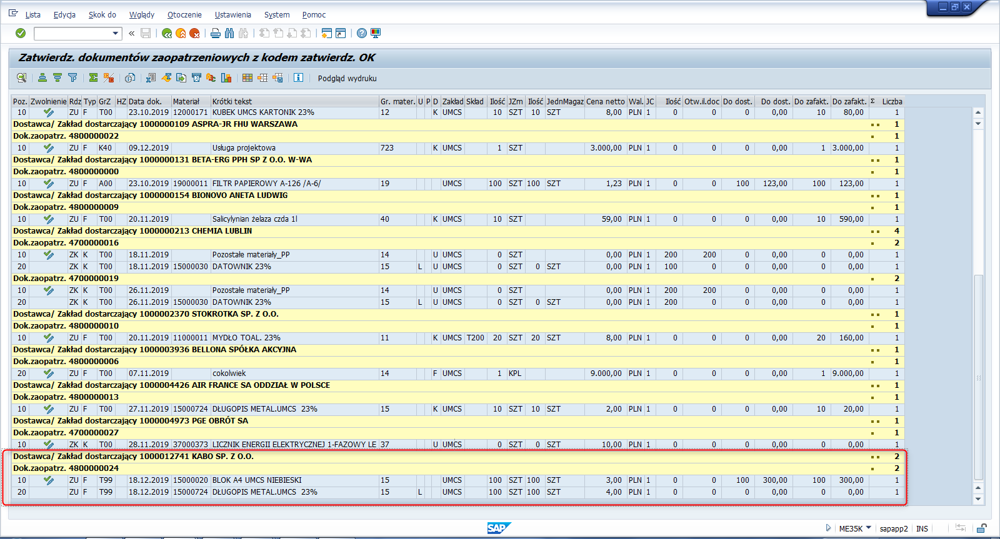 Lista Edycja Skok do Wglądy Otoczenie Ustawienia System Pomoc
«
Zatwierdz. dokumentów zaopatrzeniowych z kodem zatwierdz. OK
Podgląd wydruku
Poz. Zwolnienie Rdz Typ GrZ HZ Data dok. Materiał Krótki tekst Gr. mater. U P D Zakład Skład Ilość JZm Ilość JednMagaz Cena netto Wal. JC Ilość Otw.il.doc Do dost. Do dost. Do zafakt. Do zafakt. Σ Liczba
10 ZU F T00 23.10.2019 12000171 KUBEK UMCS KARTONIK 23% 12 K UMCS 10 SZT 10 SZT 8,00 PLN 1 0 0 0 0,00 10 80,00 1
Dostawca/ Zakład dostarczający 1000000109 ASPRA-JR FHU WARSZAWA 1
Dok.zaopatrz. 4800000022 1
10 ZU F K40 09.12.2019 Usługa projektowa 723 K UMCS 1 SZT 3.000,00 PLN 1 0 0 0 0,00 1 3.000,00 1
Dostawca/ Zakład dostarczający 1000000131 BETA-ERG PPH SP Z O.O. W-WA 1
Dok.zaopatrz. 4800000000 1
10 ZU F A00 23.10.2019 19000011 FILTR PAPIEROWY A-126 /A-6/ 19 UMCS 100 SZT 100 SZT 1,23 PLN 1 0 0 100 123,00 100 123,00 1
Dostawca/ Zakład dostarczający 1000000154 BIONOVO ANETA LUDWIG 1
Dok.zaopatrz. 4800000009 1
10 ZU F T00 20.11.2019 Salicylynian żelaza czda 1l 40 K UMCS 10 SZT 59,00 PLN 1 0 0 0 0,00 10 590,00 1
Dostawca/ Zakład dostarczający 1000000213 CHEMIA LUBLIN 4
Dok.zaopatrz. 4700000016 2
10 ZK K T00 18.11.2019 Pozostałe materiały_PP 14 U UMCS 0 SZT 0,00 PLN 1 200 200 0 0,00 0 0,00 1
20 ZK K T00 18.11.2019 15000030 DATOWNIK 23% 15 L U UMCS 0 SZT 0 SZT 0,00 PLN 1 100 0 0,00 0 0,00 1
Dok.zaopatrz. 4700000019 2
10 ZK K T00 26.11.2019 Pozostałe materiały_PP 14 U UMCS 0 SZT 0,00 PLN 1 200 200 0 0,00 0 0,00 1
20 ZK K T00 26.11.2019 15000030 DATOWNIK 23% 15 L U UMCS 0 SZT 0 SZT 0,00 PLN 1 200 0 0,00 0 0,00 1
Dostawca/ Zakład dostarczający 1000002370 STOKROTKA SP. Z O.O. 1
Dok.zaopatrz. 4800000010 1
10 ZU F T00 20.11.2019 11000011 MYDŁO TOAL. 23% 11 K UMCS T200 20 SZT 20 SZT 8,00 PLN 1 0 0 0 0,00 20 160,00 1
Dostawca/ Zakład dostarczający 1000003936 BELLONA SPÓŁKA AKCYJNA 1
Dok.zaopatrz. 4800000006 1
20 ZU F T00 07.11.2019 cokolwiek 14 F UMCS 1 KPL 9.000,00 PLN 1 0 0 0 0,00 1 9.000,00 1
Dostawca/ Zakład dostarczający 1000004426 AIR FRANCE SA ODDZIAŁ W POLSCE 1
Dok.zaopatrz. 4800000013 1
10 ZU F T00 27.11.2019 15000724 DŁUGOPIS METAL.UMCS 23% 15 K UMCS 10 SZT 10 SZT 2,00 PLN 1 0 0 0 0,00 10 20,00 1
Dostawca/ Zakład dostarczający 1000004973 PGE OBRÓT SA 1
Dok.zaopatrz. 4700000027 1
10 ZK K T00 28.11.2019 37000373 LICZNIK ENERGII ELEKTRYCZNEJ 1-FAZOWY LE 37 U UMCS 0 SZT 0 SZT 10,00 PLN 1 0 0 0 0,00 0 0,00 1
Dostawca/ Zakład dostarczający 1000012741 KABO SP. Z O.O. 2
Dok.zaopatrz. 4800000024 2
10 ZU F T99 18.12.2019 15000020 BLOK A4 UMCS NIEBIESKI 15 UMCS 100 SZT 100 SZT 3,00 PLN 1 0 0 100 300,00 100 300,00 1
20 ZU F T99 18.12.2019 15000724 DŁUGOPIS METAL.UMCS 23% 15 L UMCS 100 SZT 100 SZT 4,00 PLN 1 0 0 0 0,00 0 0,00 1
SAP ME35K sapapp2 INS